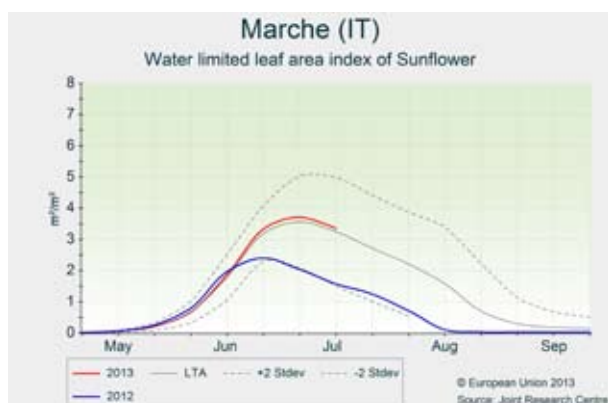 Marche (IT)
Water limited leaf area index of Sunflower
8
7
6
5
4
3
2
1
0
m²/m²
May Jun Jul Aug Sep
2013 LTA +2 Stdev -2 Stdev
2012
© European Union 2013
Source: Joint Research Centre